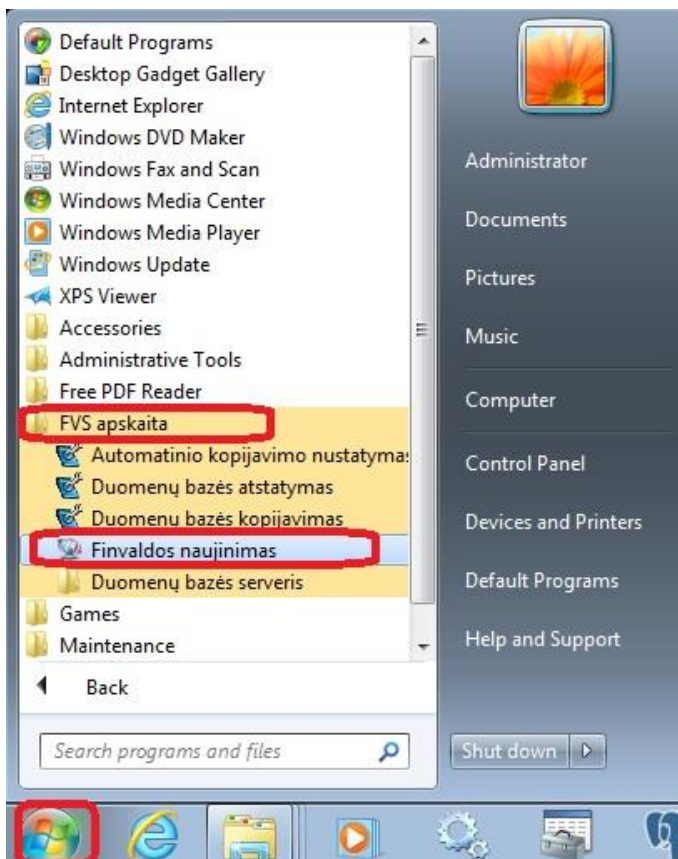 Default Programs
Desktop Gadget Gallery
Internet Explorer
Windows DVD Maker
Windows Fax and Scan
Windows Media Center
Windows Media Player
Windows Update
XPS Viewer
Accessories
Administrative Tools
Free PDF Reader
FVS apskaita
Automatinio kopijavimo
Duomenų bazės atstatymas
Duomenų bazės kopijavimas
Finvaldos naujinimas
Duomenų bazės serveris
Games
Maintenance
Back
Search programs and files
Administrator
Documents
Pictures
Music
Computer
Control Panel
Devices and Printers
Default Programs
Help and Support
Shut down